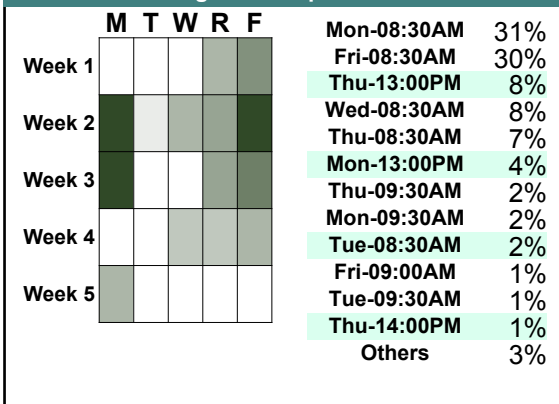 M T W R F
Week 1
Week 2
Week 3
Week 4
Week 5
Mon-08:30AM 31%
Fri-08:30AM 30%
Thu-13:00PM 8%
Wed-08:30AM 8%
Thu-08:30AM 7%
Mon-13:00PM 4%
Thu-09:30AM 2%
Mon-09:30AM 2%
Tue-08:30AM 2%
Fri-09:00AM 1%
Tue-09:30AM 1%
Thu-14:00PM 1%
Others 3%